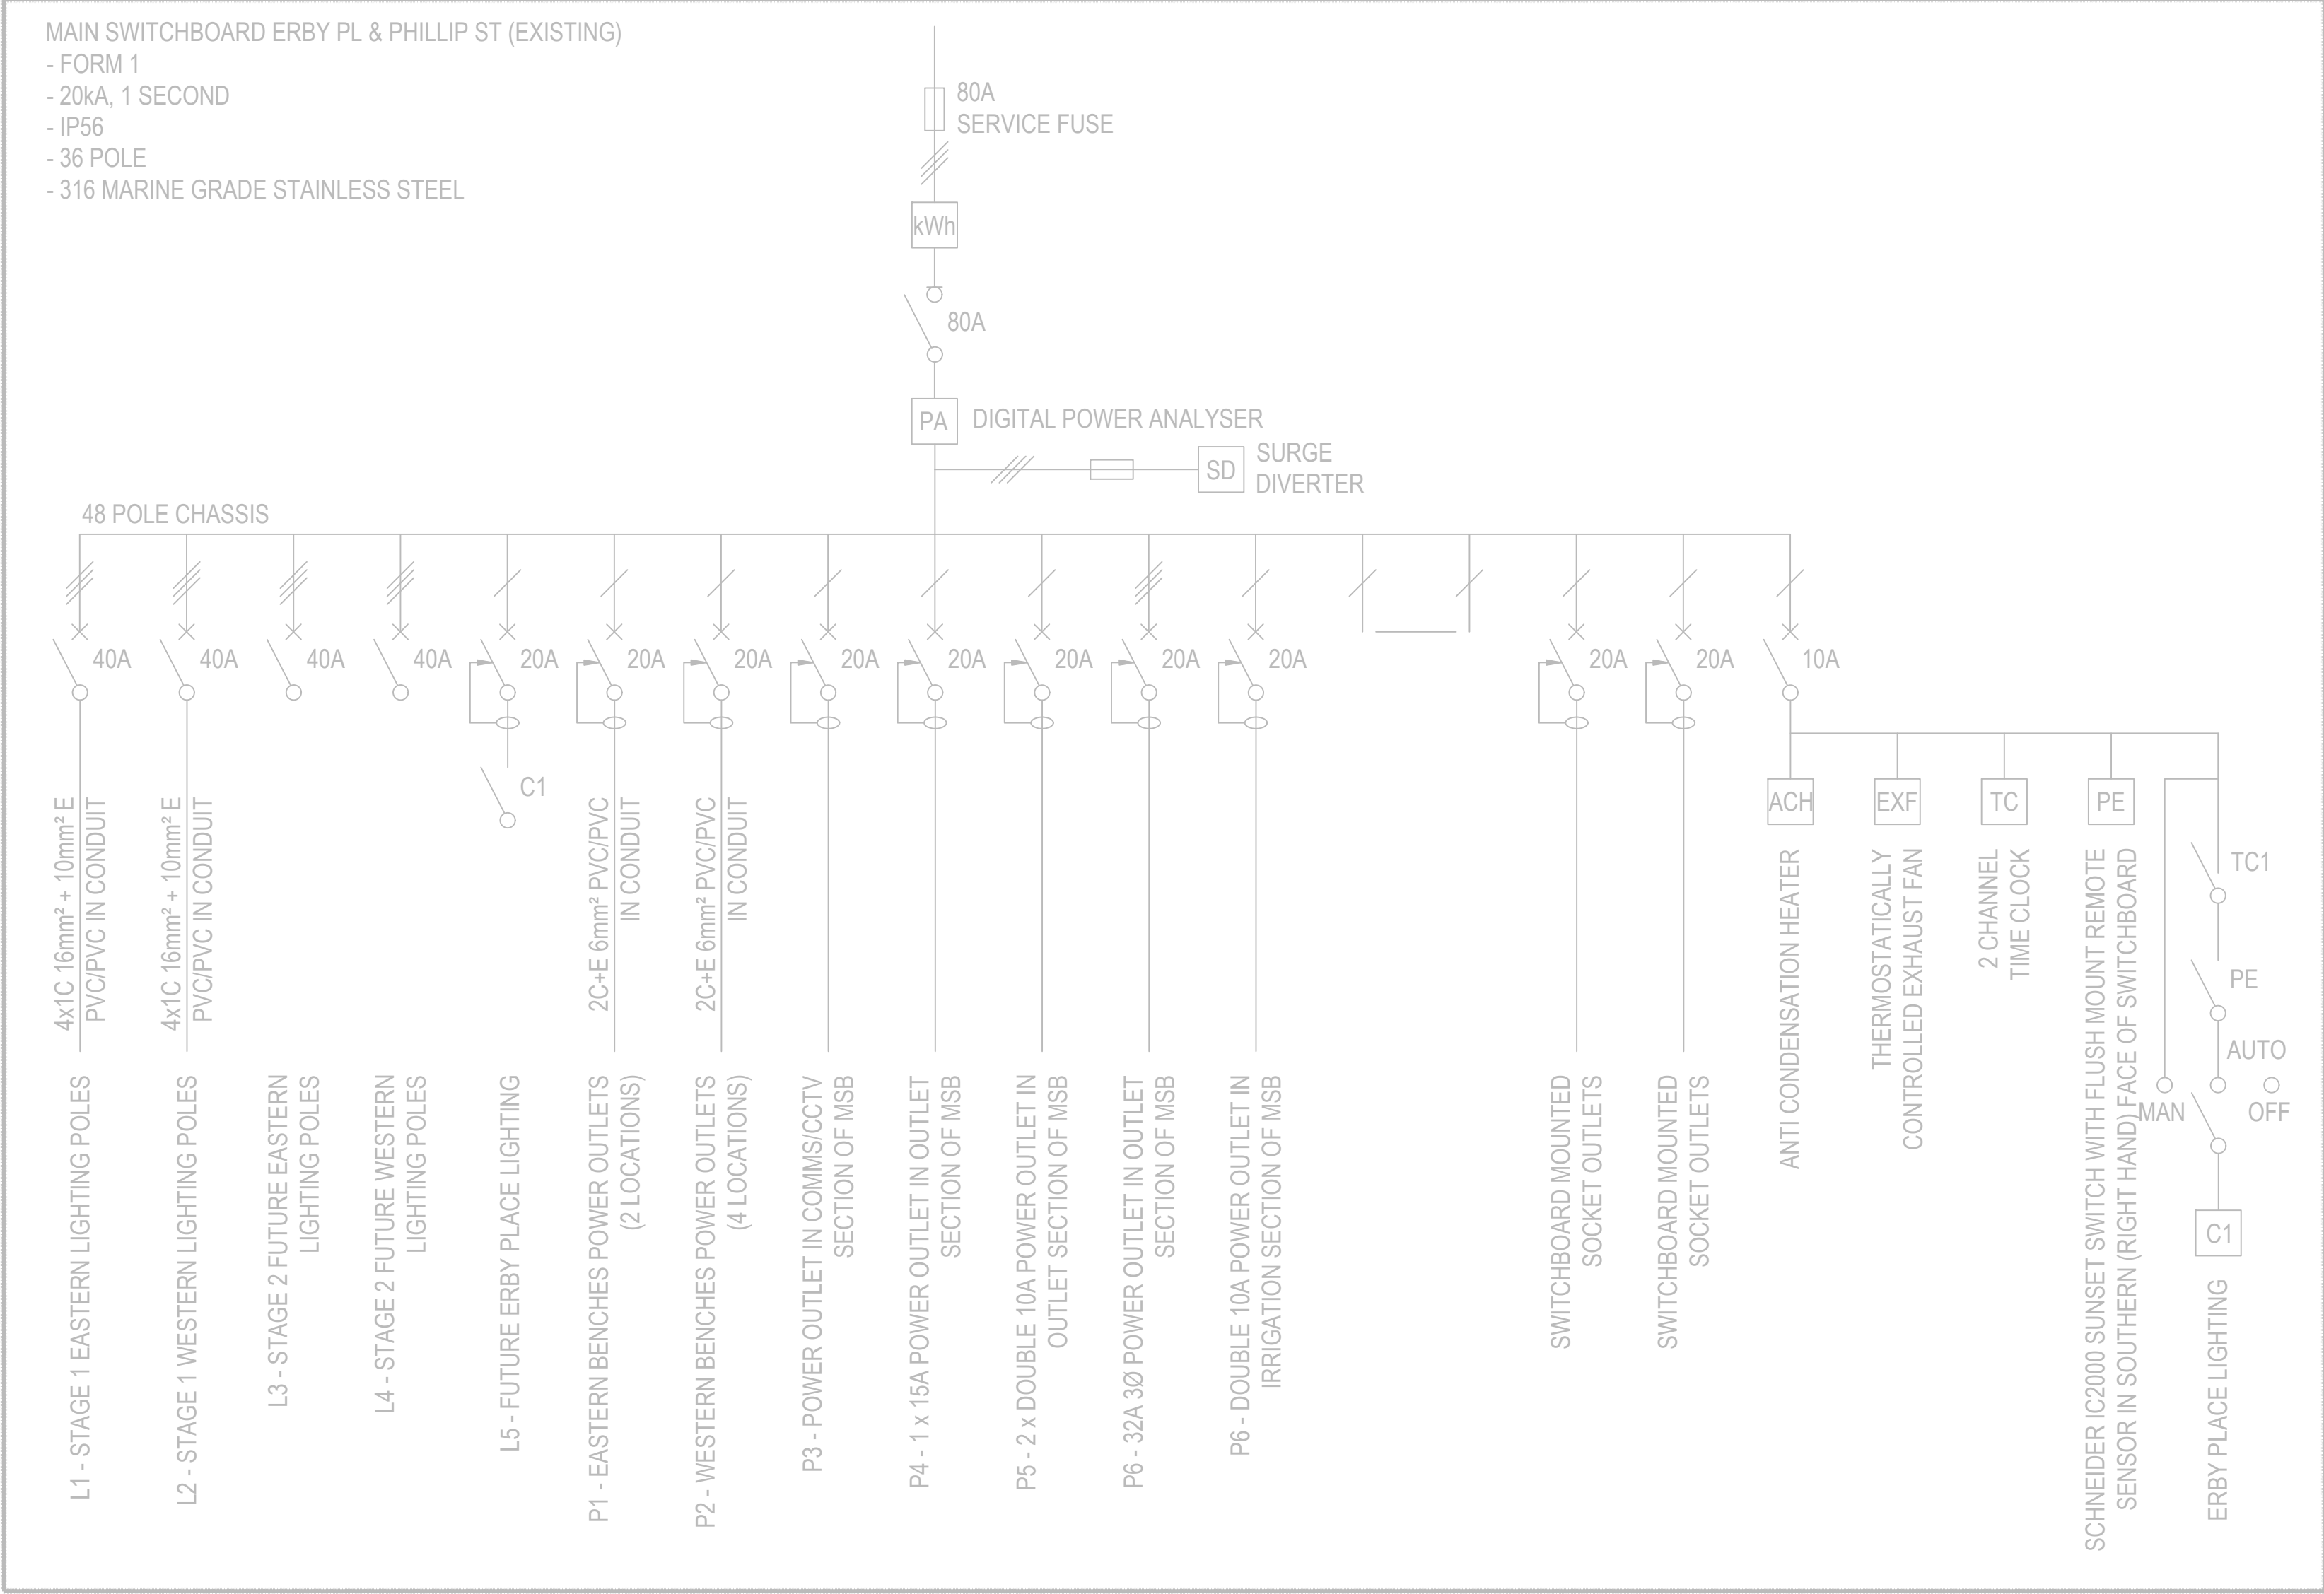 MAIN SWITCHBOARD ERBY PL & PHILLIP ST (EXISTING)
- FORM 1
- 20kA, 1 SECOND
- IP56
- 36 POLE
- 316 MARINE GRADE STAINLESS STEEL
80A
SERVICE FUSE
kWh
80A
PA
DIGITAL POWER ANALYSER
SD
SURGE
DIVERTER
48 POLE CHASSIS
40A
40A
40A
40A
20A
20A
20A
20A
20A
20A
20A
20A
20A
20A
10A
C1
4x1C 16mm² + 10mm² E
PVC/PVC IN CONDUIT
4x1C 16mm² + 10mm² E
PVC/PVC IN CONDUIT
2C+E 6mm² PVC/PVC
IN CONDUIT
2C+E 6mm² PVC/PVC
IN CONDUIT
ACH
EXF
TC
PE
TC1
PE
AUTO
MAN
OFF
C1
L1 - STAGE 1 EASTERN LIGHTING POLES
L2 - STAGE 1 WESTERN LIGHTING POLES
L3 - STAGE 2 FUTURE EASTERN
LIGHTING POLES
L4 - STAGE 2 FUTURE WESTERN
LIGHTING POLES
L5 - FUTURE ERBY PLACE LIGHTING
P1 - EASTERN BENCHES POWER OUTLETS
(2 LOCATIONS)
P2 - WESTERN BENCHES POWER OUTLETS
(4 LOCATIONS)
P3 - POWER OUTLET IN COMMS/CCTV
SECTION OF MSB
P4 - 1 x 15A POWER OUTLET IN OUTLET
SECTION OF MSB
P5 - 2 x DOUBLE 10A POWER OUTLET IN
OUTLET SECTION OF MSB
P6 - 32A 3Ø POWER OUTLET IN OUTLET
SECTION OF MSB
P6 - DOUBLE 10A POWER OUTLET IN
IRRIGATION SECTION OF MSB
SWITCHBOARD MOUNTED
SOCKET OUTLETS
SWITCHBOARD MOUNTED
SOCKET OUTLETS
ANTI CONDENSATION HEATER
THERMOSTATICALLY
CONTROLLED EXHAUST FAN
2 CHANNEL
TIME CLOCK
SCHNEIDER IC2000 SUNSET SWITCH WITH FLUSH MOUNT REMOTE
SENSOR IN SOUTHERN (RIGHT HAND) FACE OF SWITCHBOARD
ERBY PLACE LIGHTING